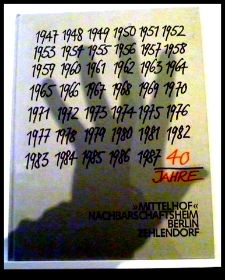 1947 1948 1949 1950 1951 1952
1953 1954 1955 1956 1957 1958
1959 1960 1961 1962 1963 1964
1965 1966 1967 1968 1969 1970
1971 1972 1973 1974 1975 1976
1977 1978 1979 1980 1981 1982
1983 1984 1985 1986 1987 40
JAHRE
»MITTELHOF«
NACHBARSCHAFTSHEIM
BERLIN
ZEHLENDORF